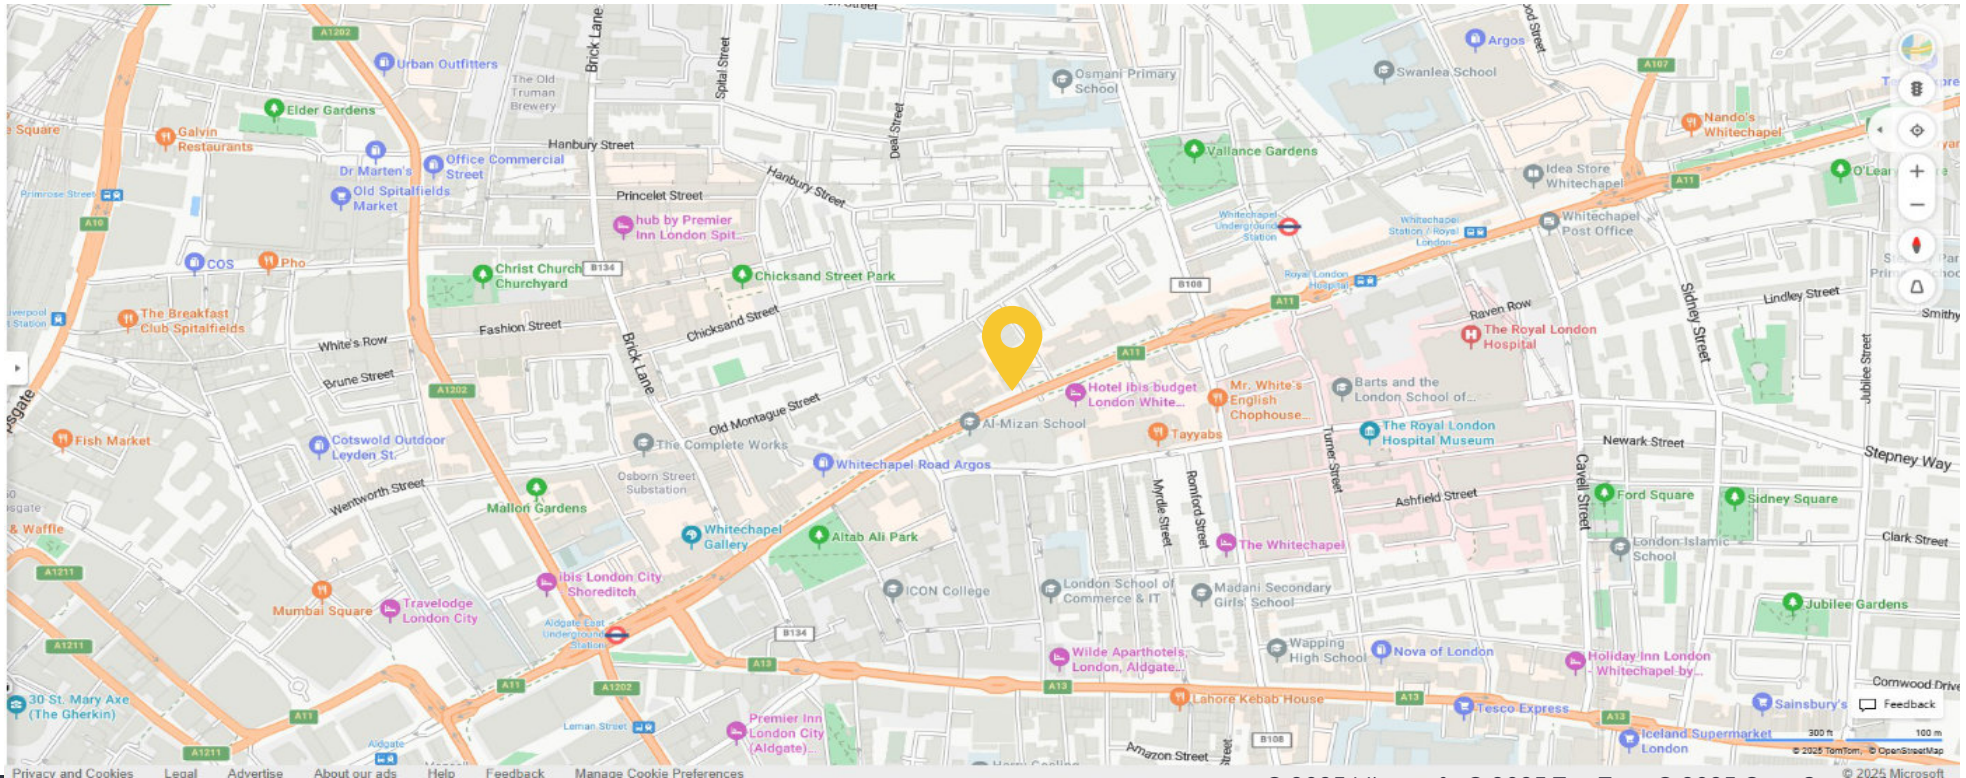 A1202
Brick Lane
Spital Street
Deal Street
Urban Outfitters
The Old
Truman
Brewery
Osmani Primary
School
Argos
Swanlea School
A107
Elder Gardens
Galvin
Restaurants
Hanbury Street
Dr Marten's
Office Commercial
Street
Old Spitalfields
Market
Primrose Street
A10
Princelet Street
Hanbury Street
hub by Premier
Inn London Spit...
Vallance Gardens
Nando's
Whitechapel
Idea Store
Whitechapel
A11
Whitechapel
Underground
Station
Whitechapel
Station / Royal
London
Whitechapel
Post Office
COS
Pho
Christ Church
Churchyard
B134
Chicksand Street Park
B108
Royal London
Hospital
A11
Raven Row
Sidney Street
Lindley Street
The Breakfast
Club Spitalfields
Fashion Street
Chicksand Street
White's Row
Brune Street
Brick Lane
A1202
A11
The Royal London
Hospital
Jubilee Street
Hotel ibis budget
London White...
Mr. White's
English
Chophouse...
Barts and the
London School of...
Old Montague Street
Al-Mizan School
Tayyabs
The Royal London
Hospital Museum
Turner Street
Newark Street
Stepney Way
Fish Market
Cotswold Outdoor
Leyden St.
The Complete Works
Whitechapel Road Argos
Osborn Street
Substation
Wentworth Street
Mallon Gardens
Myrdle Street
Romford Street
Ashfield Street
Cavell Street
Ford Square
Sidney Square
& Waffle
Whitechapel
Gallery
Altab Ali Park
The Whitechapel
London Islamic
School
Clark Street
A1211
ibis London City
Shoreditch
ICON College
London School of
Commerce & IT
Madani Secondary
Girls' School
Mumbai Square
Travelodge
London City
Jubilee Gardens
Aldgate East
Underground
Station
B134
A1211
A13
Wilde Aparthotels,
London, Aldgate...
Wapping
High School
Nova of London
Holiday Inn London
Whitechapel by...
A11
A1202
A13
Lahore Kebab House
A13
Tesco Express
A13
Sainsbury's
Feedback
30 St. Mary Axe
(The Gherkin)
A11
Leman Street
Premier Inn
London City
(Aldgate)...
A1211
Aldgate
Amazon Street
B108
Iceland Supermarket
London
300 ft
100 m
© 2025 TomTom, © OpenStreetMap
Privacy and Cookies
Legal
Advertise
About our ads
Help
Feedback
Manage Cookie Preferences
© 2025 Microsoft